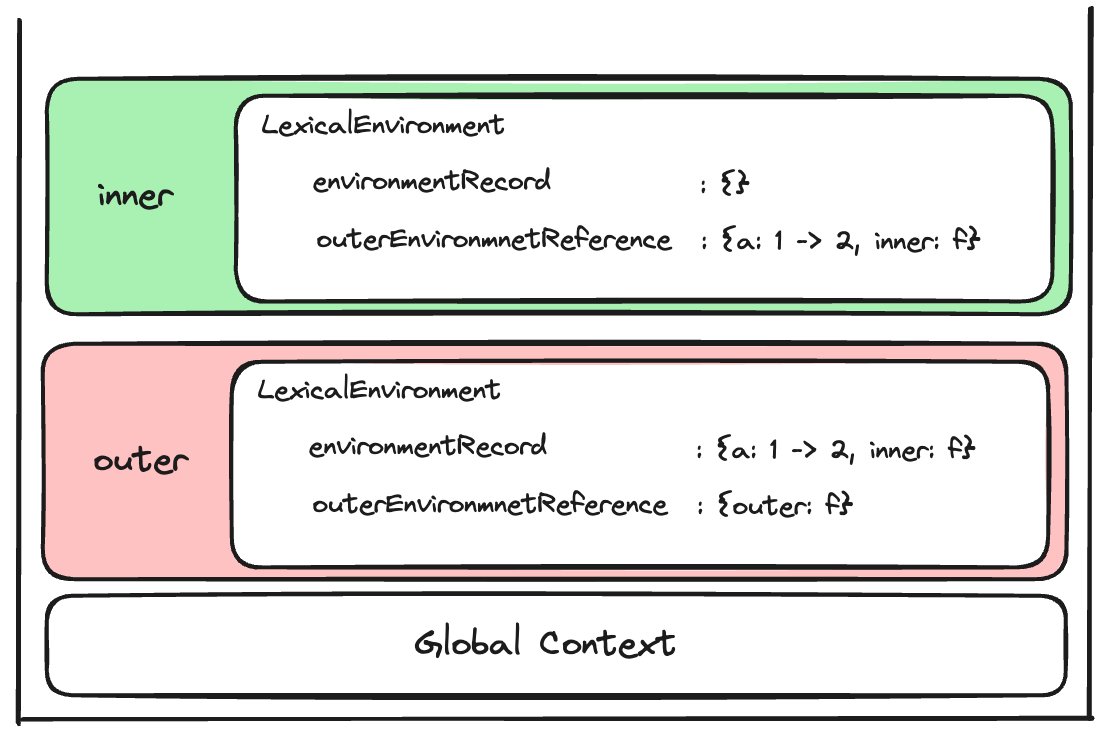 LexicalEnvironment
inner
environmentRecord : {}
outerEnvironmnetReference : {a: 1 -> 2, inner: f}
LexicalEnvironment
outer
environmentRecord : {a: 1 -> 2, inner: f}
outerEnvironmnetReference : {outer: f}
Global Context